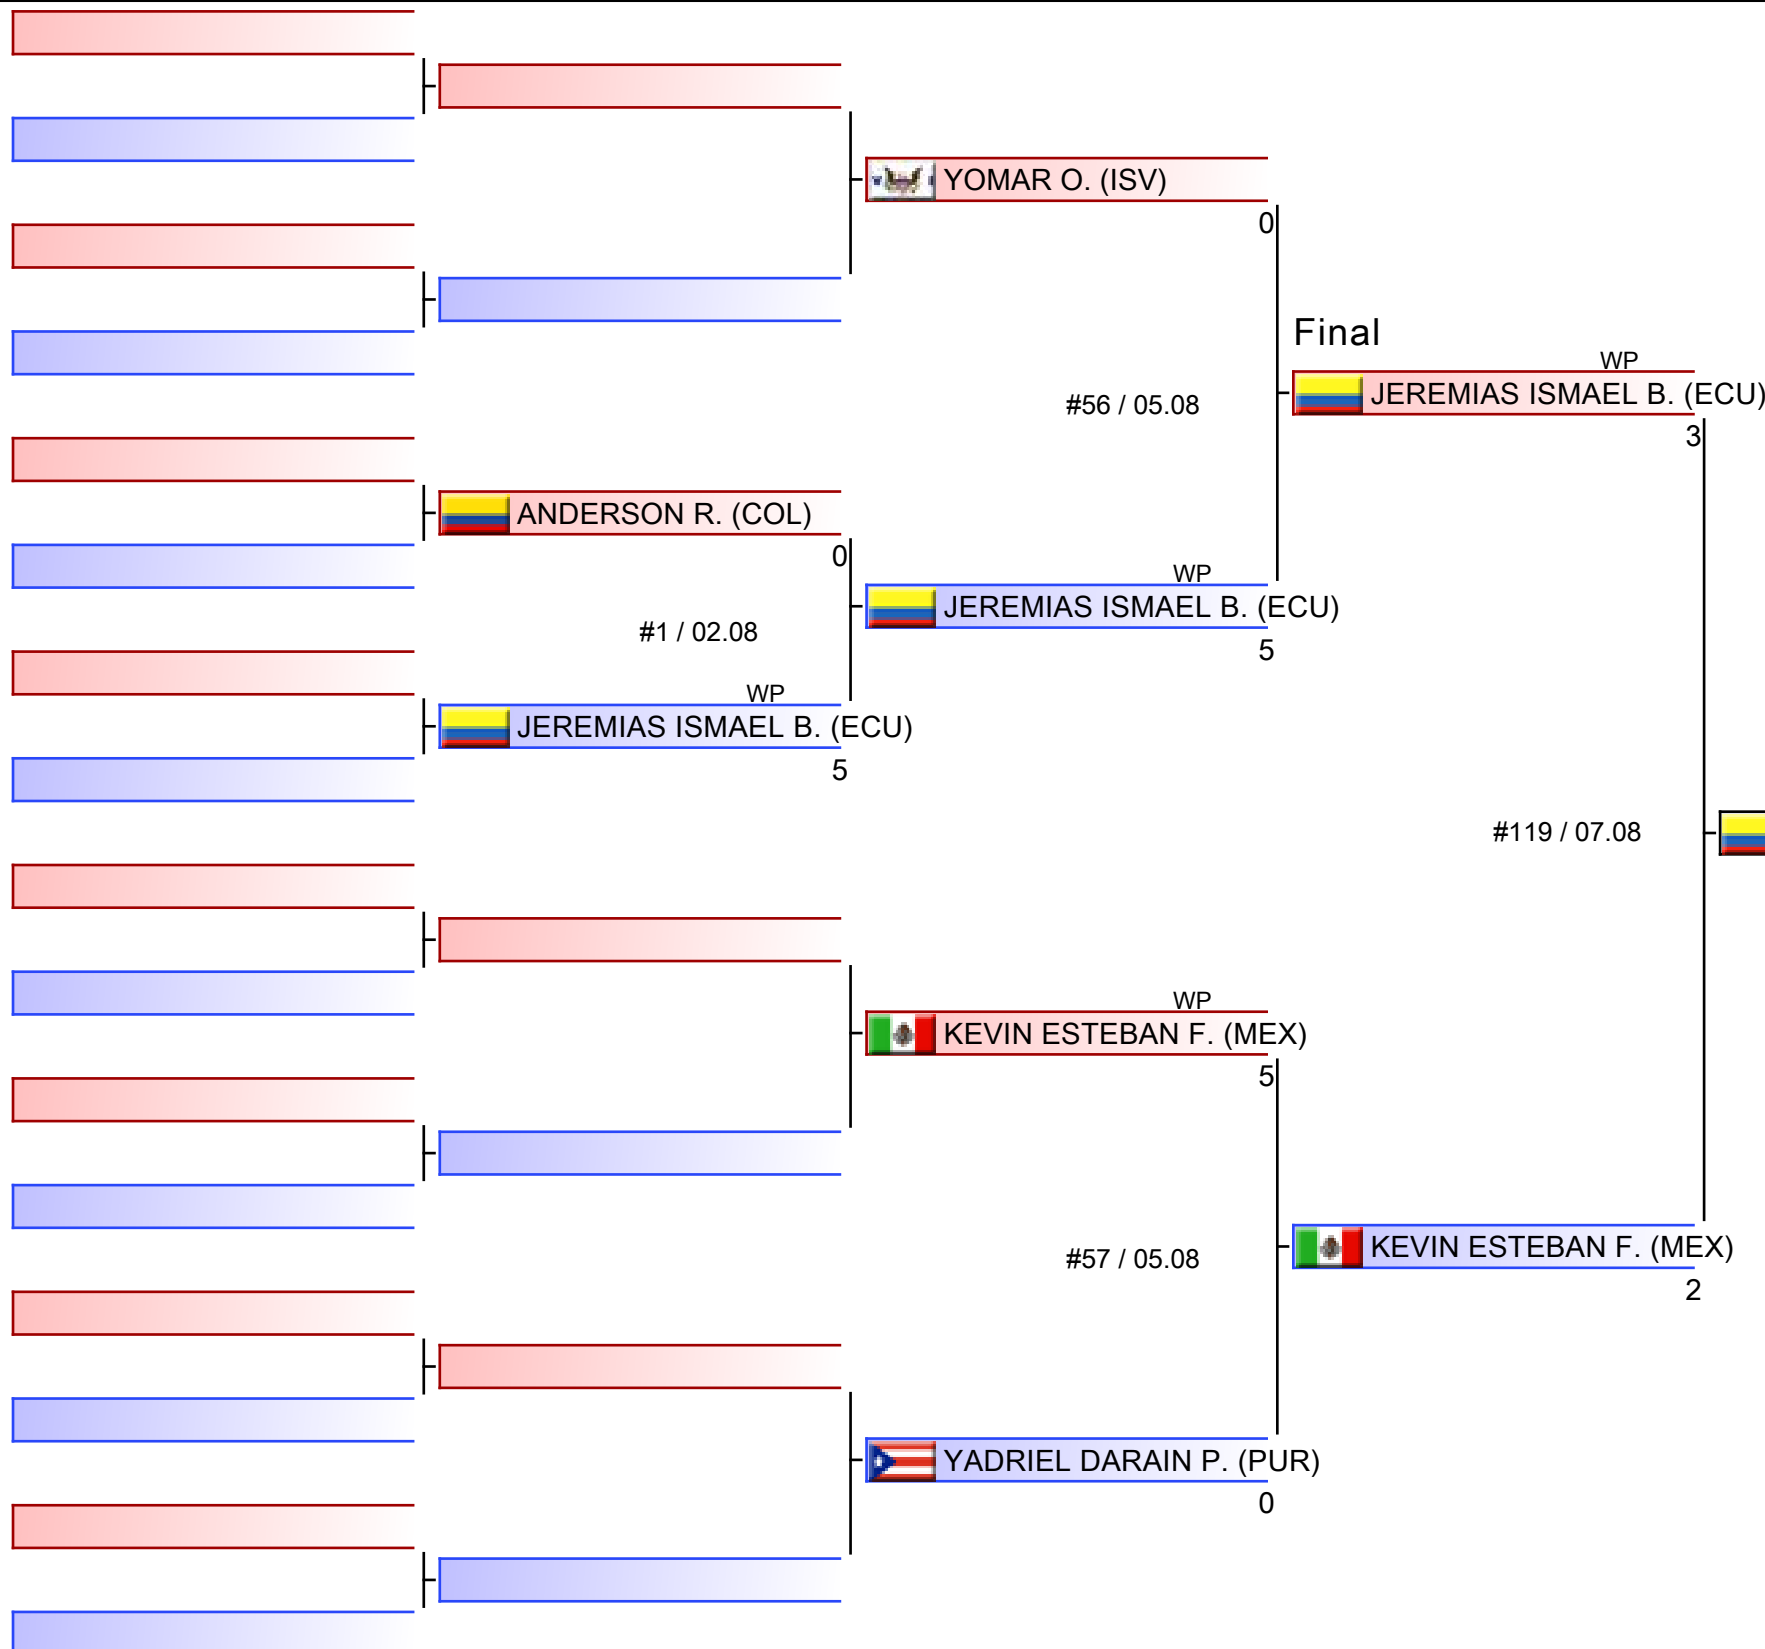 YOMAR O. (ISV)
0
Final
WP
JEREMIAS ISMAEL B. (ECU)
3
#56 / 05.08
ANDERSON R. (COL)
0
WP
JEREMIAS ISMAEL B. (ECU)
5
#1 / 02.08
WP
JEREMIAS ISMAEL B. (ECU)
5
#119 / 07.08
WP
KEVIN ESTEBAN F. (MEX)
5
#57 / 05.08
KEVIN ESTEBAN F. (MEX)
2
YADRIEL DARAIN P. (PUR)
0